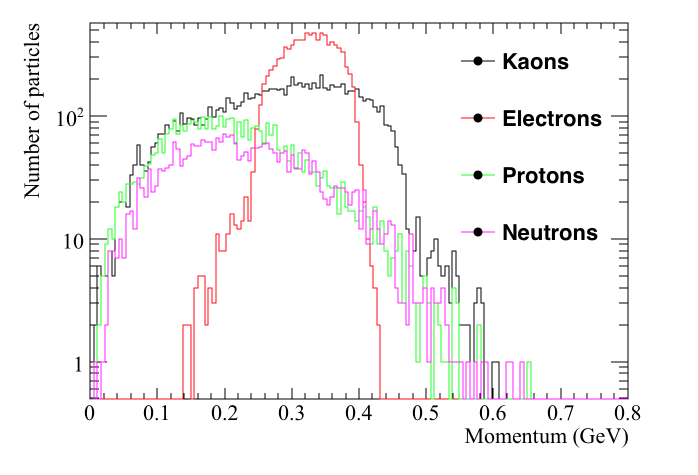 Number of particles
10²
10
1
Kaons
Electrons
Protons
Neutrons
0 0.1 0.2 0.3 0.4 0.5 0.6 0.7 0.8
Momentum (GeV)